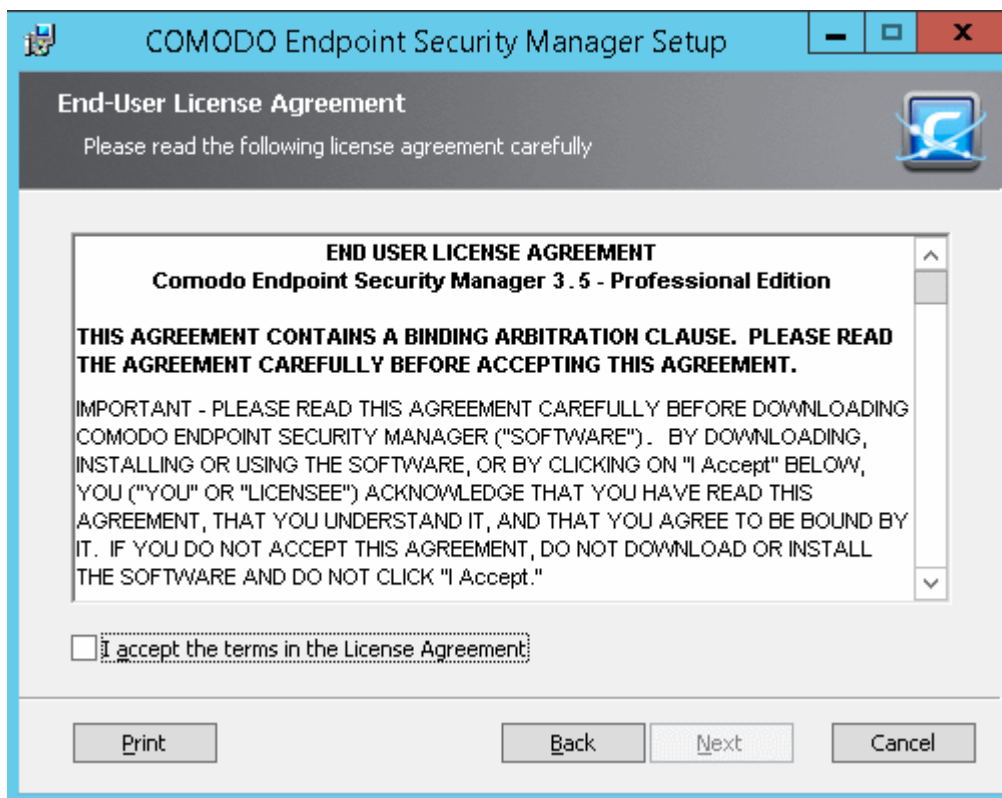 COMODO Endpoint Security Manager Setup
End-User License Agreement
Please read the following license agreement carefully
END USER LICENSE AGREEMENT
Comodo Endpoint Security Manager 3.5 - Professional Edition
THIS AGREEMENT CONTAINS A BINDING ARBITRATION CLAUSE. PLEASE READ
THE AGREEMENT CAREFULLY BEFORE ACCEPTING THIS AGREEMENT.
IMPORTANT - PLEASE READ THIS AGREEMENT CAREFULLY BEFORE DOWNLOADING
COMODO ENDPOINT SECURITY MANAGER ("SOFTWARE"). BY DOWNLOADING,
INSTALLING OR USING THE SOFTWARE, OR BY CLICKING ON "I Accept" BELOW,
YOU ("YOU" OR "LICENSEE") ACKNOWLEDGE THAT YOU HAVE READ THIS
AGREEMENT, THAT YOU UNDERSTAND IT, AND THAT YOU AGREE TO BE BOUND BY
IT. IF YOU DO NOT ACCEPT THIS AGREEMENT, DO NOT DOWNLOAD OR INSTALL
THE SOFTWARE AND DO NOT CLICK "I Accept."
I accept the terms in the License Agreement
Print
Back
Next
Cancel